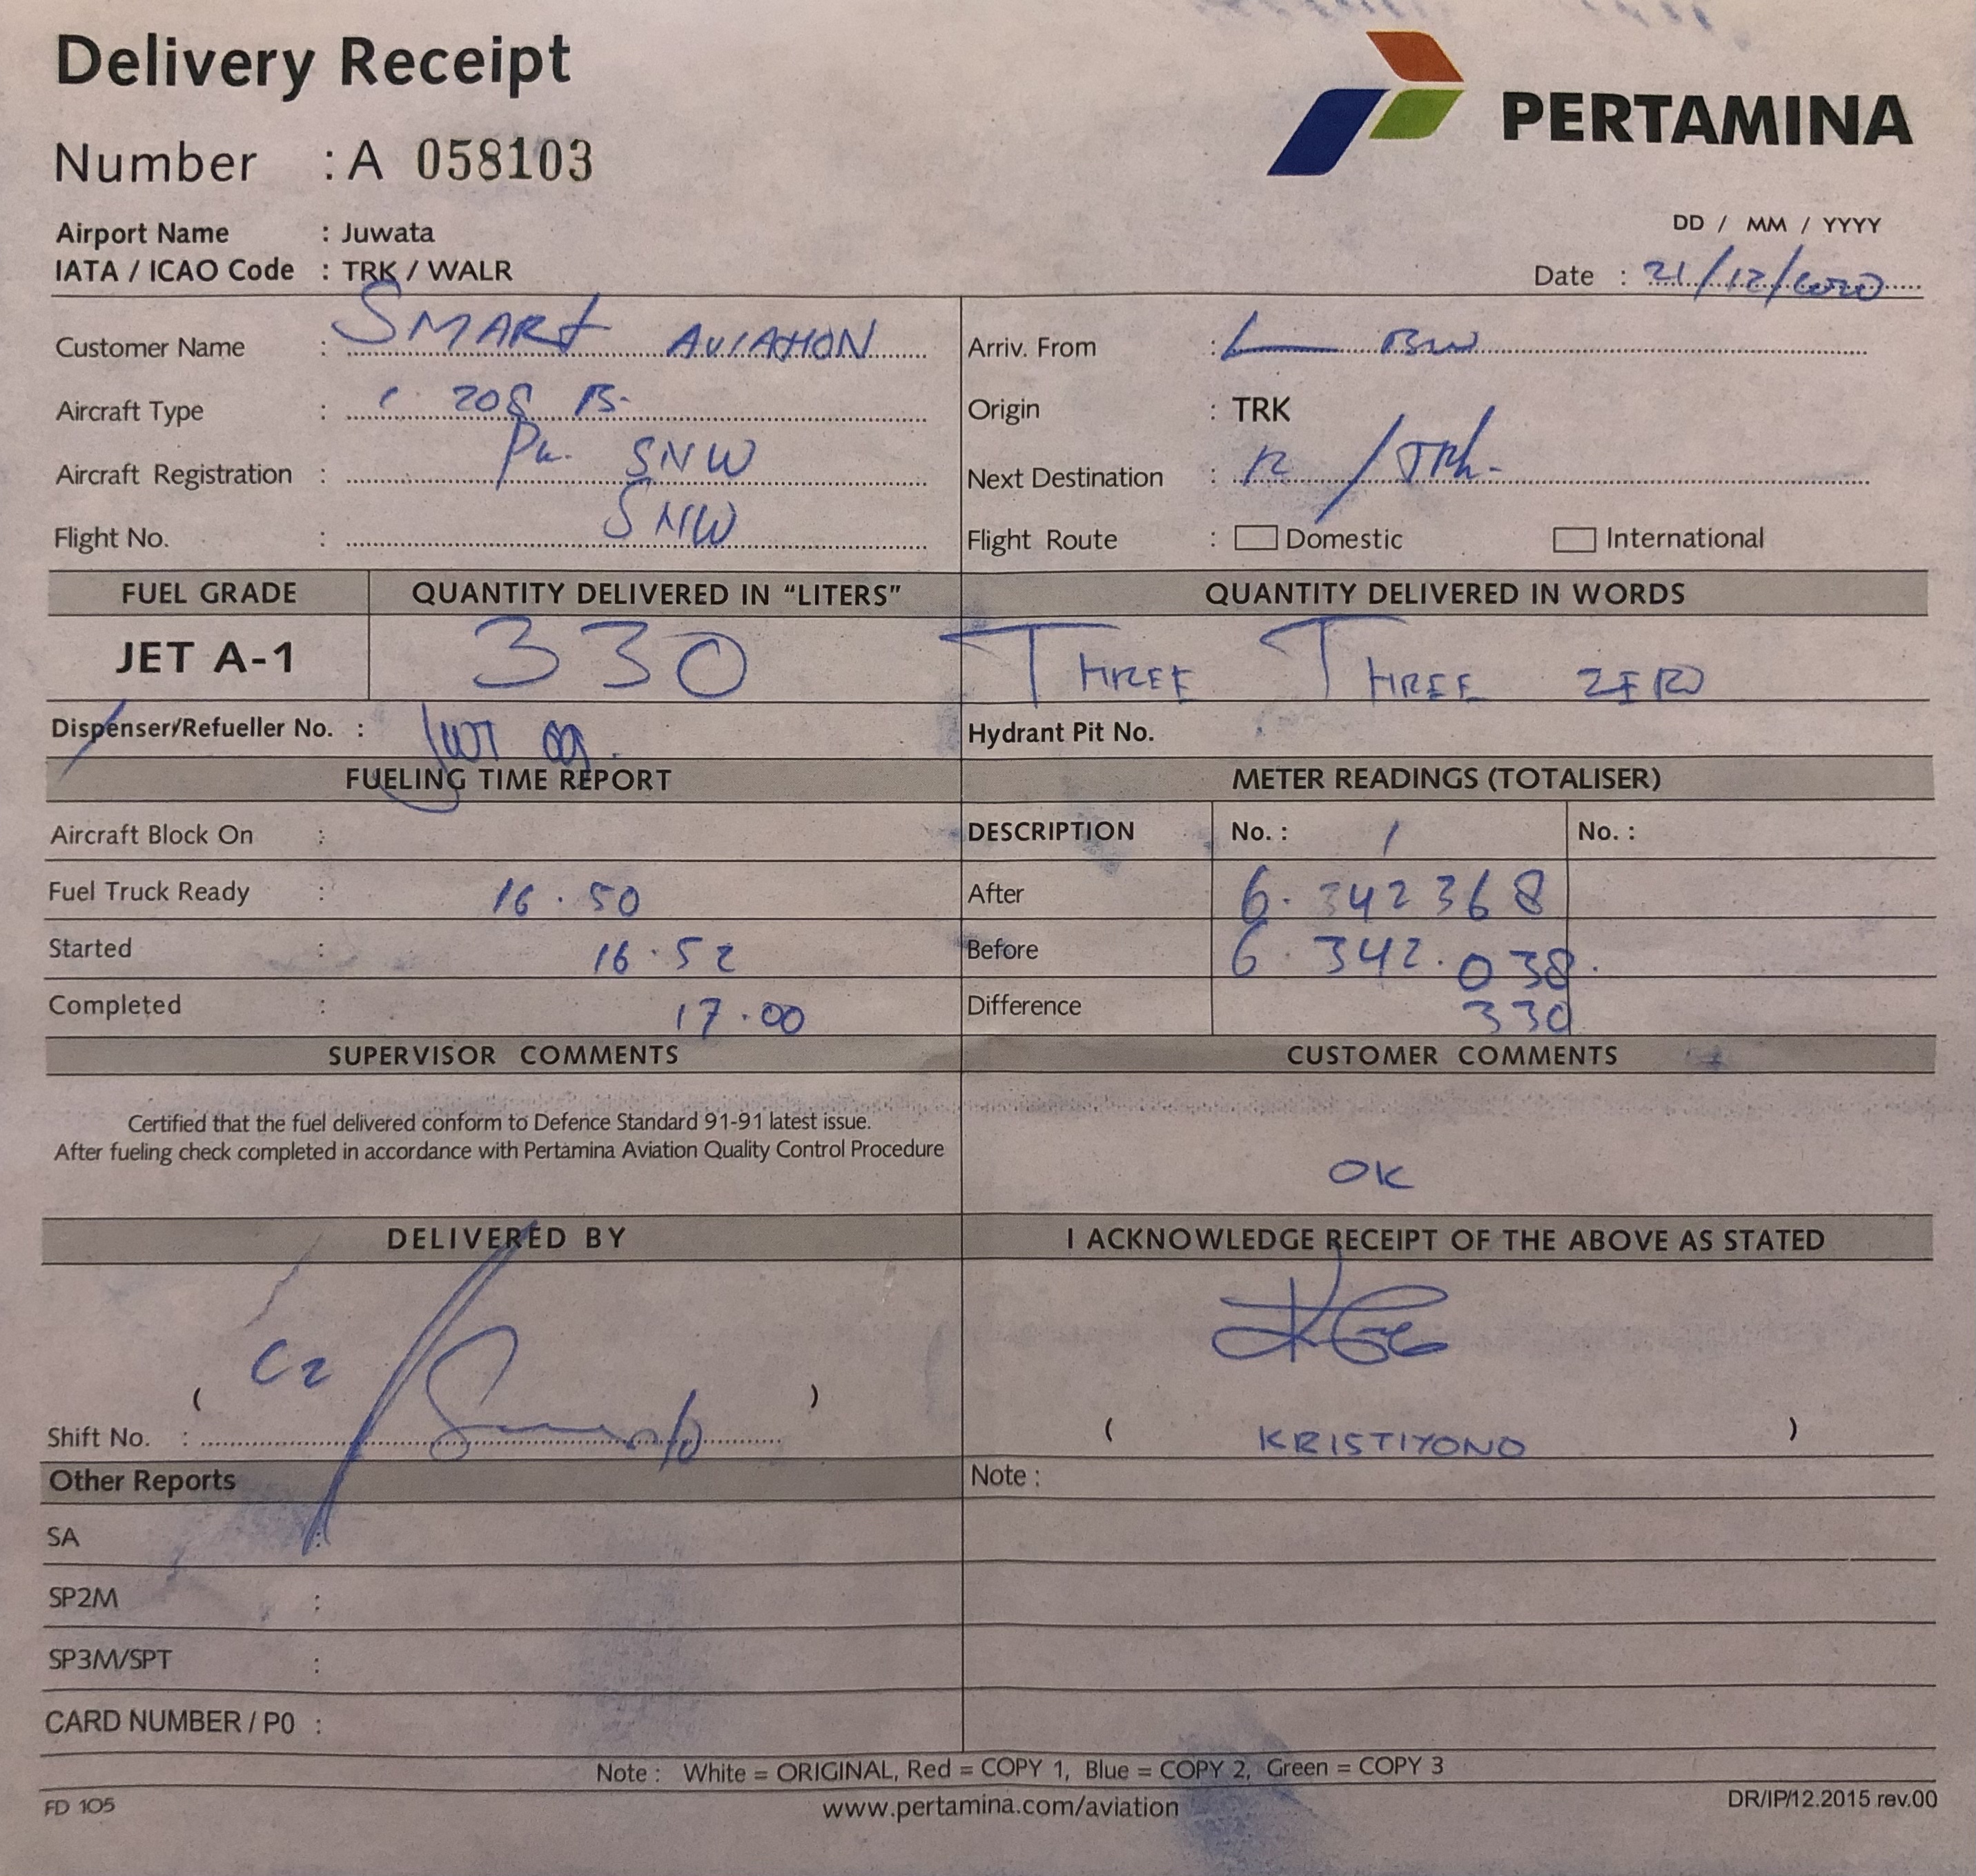 Delivery Receipt
PERTAMINA
Number : A 058103
Airport Name : Juwata
DD / MM / YYYY
IATA / ICAO Code : TRK / WALR
Date : 21/12/2020
Customer Name : SMART AVIATION
Arriv. From :
Aircraft Type : C 208 B
Origin : TRK
Aircraft Registration : PK. SNW
Next Destination : / TRK.
Flight No. : SNW
Flight Route : Domestic International
FUEL GRADE QUANTITY DELIVERED IN “LITERS” QUANTITY DELIVERED IN WORDS
JET A-1 330 THREE THREE ZERO
Dispenser/Refueller No. : 09.
Hydrant Pit No.
FUELING TIME REPORT METER READINGS (TOTALISER)
Aircraft Block On :
DESCRIPTION No. : 1 No. :
Fuel Truck Ready : 16.50
After 6.342368
Started : 16.52
Before 6.342.038.
Completed : 17.00
Difference 330
SUPERVISOR COMMENTS CUSTOMER COMMENTS
Certified that the fuel delivered conform to Defence Standard 91-91 latest issue.
After fueling check completed in accordance with Pertamina Aviation Quality Control Procedure
OK
DELIVERED BY I ACKNOWLEDGE RECEIPT OF THE ABOVE AS STATED
C2
( )
Shift No. :
( KRISTIYONO )
Other Reports Note :
SA :
SP2M :
SP3M/SPT :
CARD NUMBER / P0 :
Note : White = ORIGINAL, Red = COPY 1, Blue = COPY 2, Green = COPY 3
FD 105 www.pertamina.com/aviation DR/IP/12.2015 rev.00